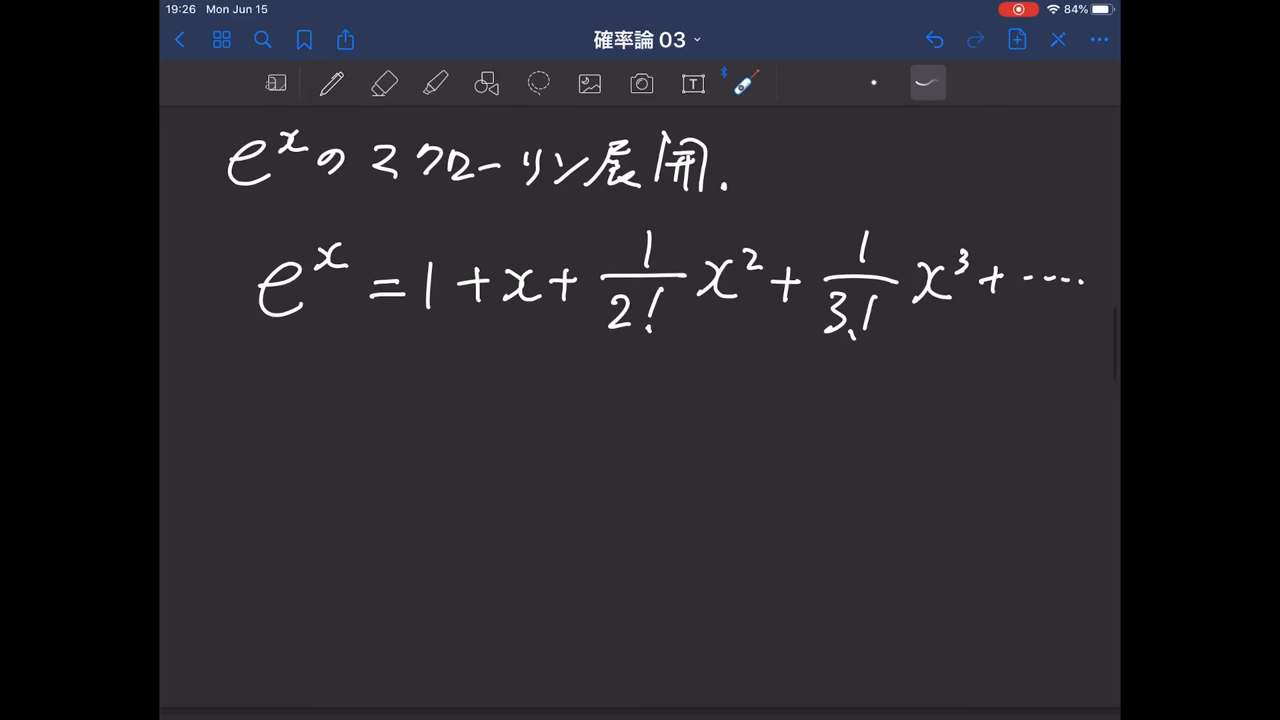 19:26 Mon Jun 15 84%
確率論 03
T
e^xのマクローリン展開.
e^x = 1 + x + 1/2! x^2 + 1/3! x^3 + ....